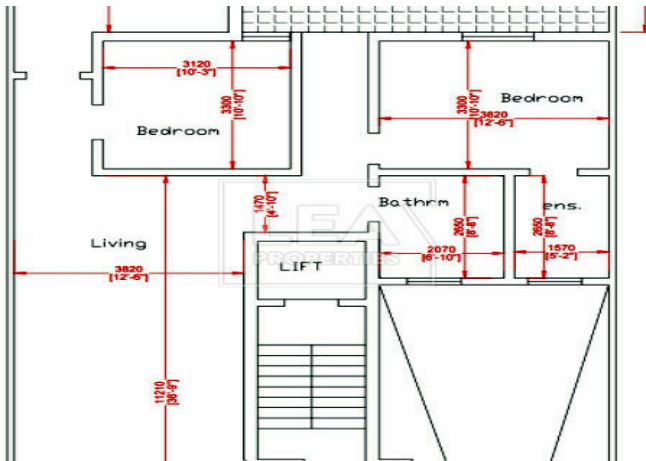 3120
[10'-3"]
3300
[10'-10"]
Bedroom
3300
[10'-10"]
Bedroom
3820
[12'-6"]
1470
[4'-10"]
Bathrm
2650
[8'-8"]
2070
[6'-10"]
ens.
2650
[8'-8"]
1570
[5'-2"]
Living
3820
[12'-6"]
LEA
PROPERTIES
LIFT
11210
[36'-9"]